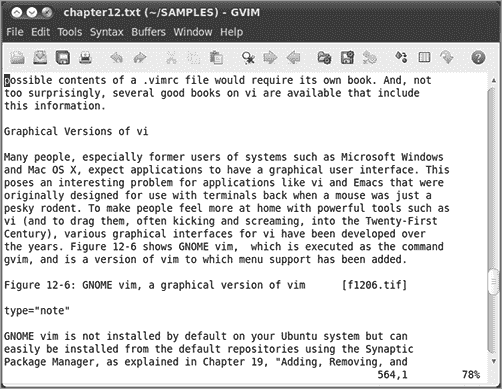 chapter12.txt (~/SAMPLES) - GVIM
File Edit Tools Syntax Buffers Window Help
possible contents of a .vimrc file would require its own book. And, not
too surprisingly, several good books on vi are available that include
this information.
Graphical Versions of vi
Many people, especially former users of systems such as Microsoft Windows
and Mac OS X, expect applications to have a graphical user interface. This
poses an interesting problem for applications like vi and Emacs that were
originally designed for use with terminals back when a mouse was just a
pesky rodent. To make people feel more at home with powerful tools such as
vi (and to drag them, often kicking and screaming, into the Twenty-First
Century), various graphical interfaces for vi have been developed over
the years. Figure 12-6 shows GNOME vim,  which is executed as the command
gvim, and is a version of vim to which menu support has been added.
Figure 12-6: GNOME vim, a graphical version of vi      [f1206.tif]
type="note"
GNOME vim is not installed by default on your Ubuntu system but can
easily be installed from the default repositories using the Synaptic
Package Manager, as explained in Chapter 19, "Adding, Removing, and
564,1 78%